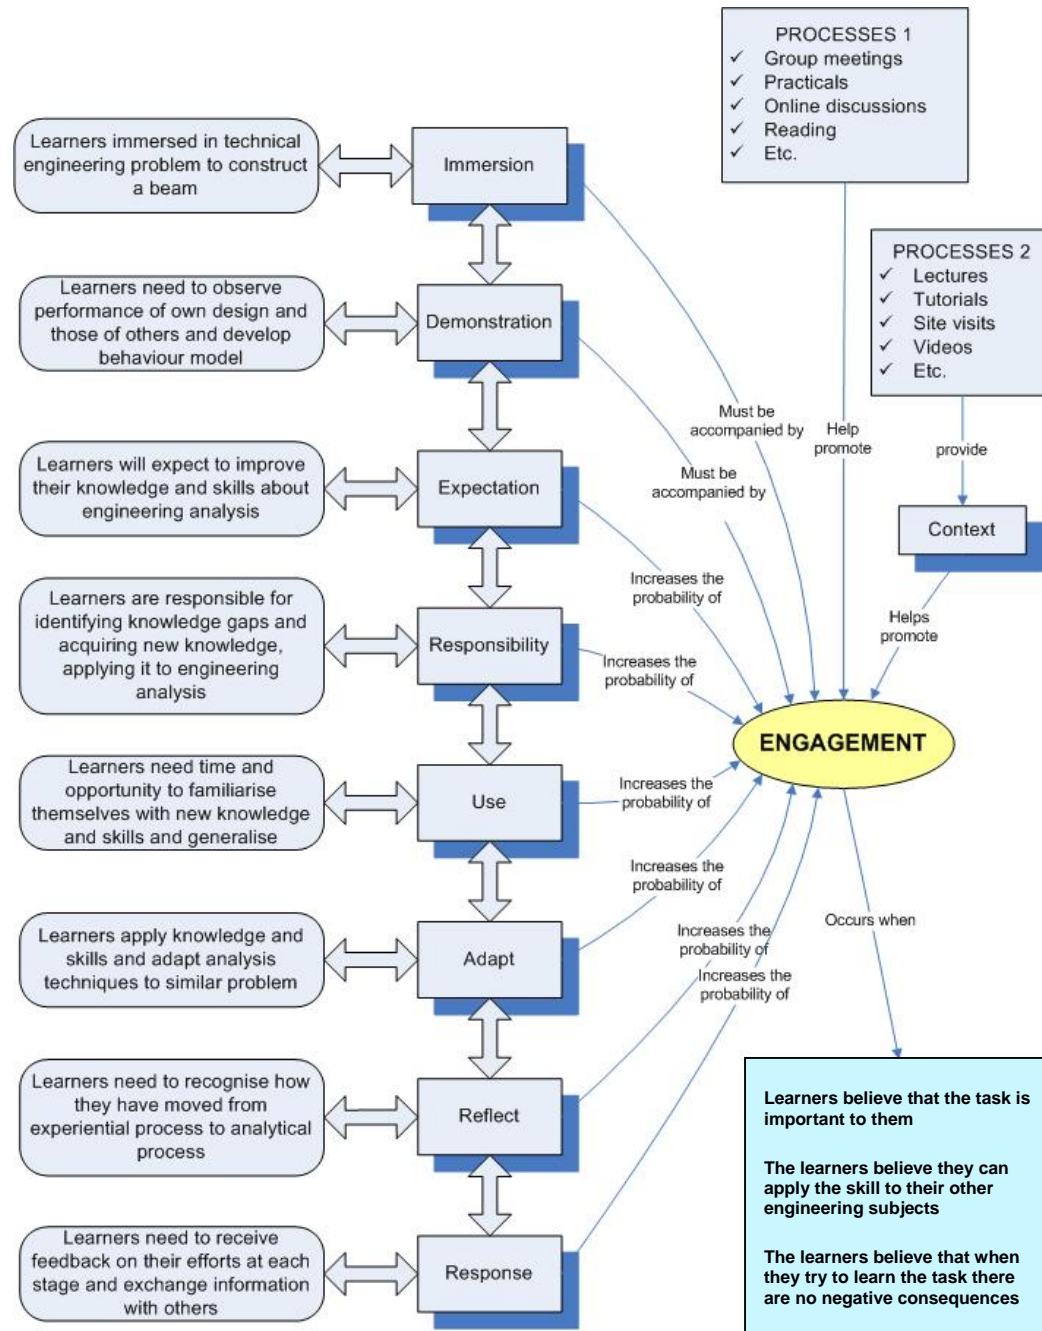 PROCESSES 1
✓ Group meetings
✓ Practicals
✓ Online discussions
✓ Reading
✓ Etc.
Learners immersed in technical
engineering problem to construct
a beam
Immersion
PROCESSES 2
✓ Lectures
✓ Tutorials
✓ Site visits
✓ Videos
✓ Etc.
Learners need to observe
performance of own design and
those of others and develop
behaviour model
Demonstration
Must be
accompanied by
Help
promote
provide
Learners will expect to improve
their knowledge and skills about
engineering analysis
Expectation
Must be
accompanied by
Context
Increases the
probability of
Learners are responsible for
identifying knowledge gaps and
acquiring new knowledge,
applying it to engineering
analysis
Responsibility
Increases the
probability of
Helps
promote
ENGAGEMENT
Learners need time and
opportunity to familiarise
themselves with new knowledge
and skills and generalise
Use
Increases the
probability of
Increases the
probability of
Learners apply knowledge and
skills and adapt analysis
techniques to similar problem
Adapt
Increases the
probability of
Increases the
probability of
Occurs when
Learners need to recognise how
they have moved from
experiential process to analytical
process
Reflect
Learners believe that the task is
important to them
The learners believe they can
apply the skill to their other
engineering subjects
The learners believe that when
they try to learn the task there
are no negative consequences
Learners need to receive
feedback on their efforts at each
stage and exchange information
with others
Response